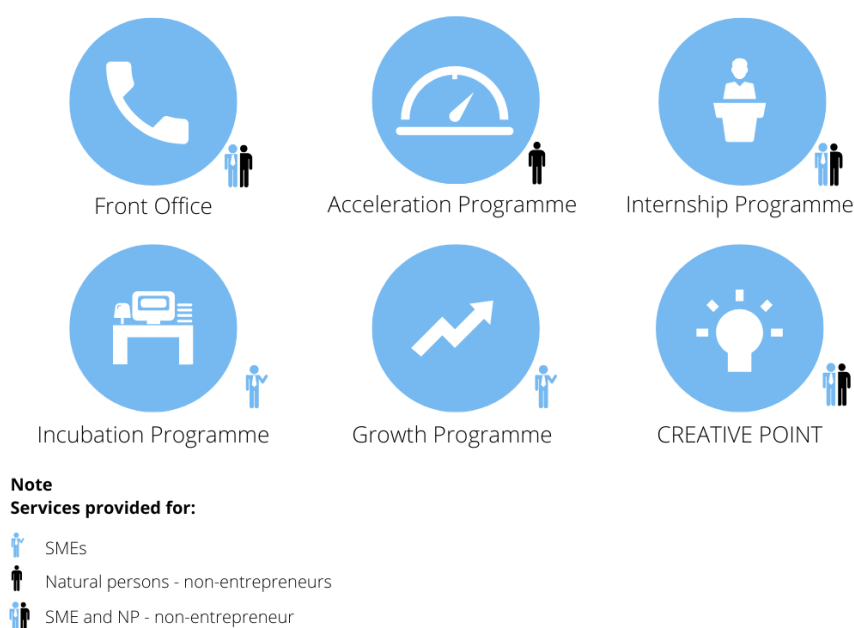 Front Office
Acceleration Programme
Internship Programme
Incubation Programme
Growth Programme
CREATIVE POINT
Note
Services provided for:
SMEs
Natural persons - non-entrepreneurs
SME and NP - non-entrepreneur